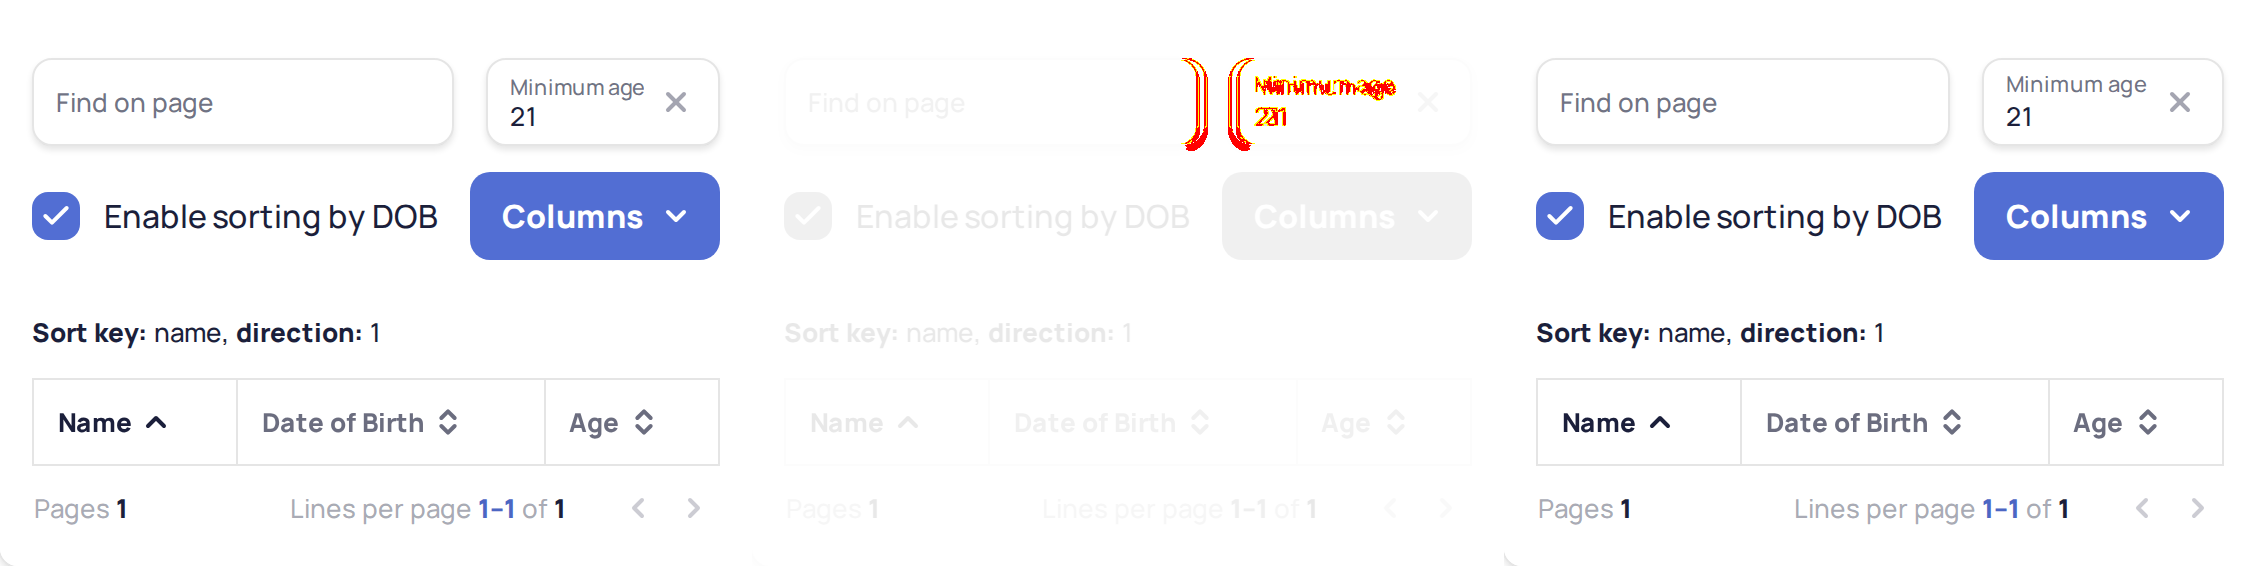 Find on page
Minimum age
21
Enable sorting by DOB
Columns
Sort key: name, direction: 1
Name
Date of Birth
Age
Pages 1
Lines per page 1-1 of 1
Find on page
Minimum age
21
Enable sorting by DOB
Columns
Sort key: name, direction: 1
Name
Date of Birth
Age
Pages 1
Lines per page 1-1 of 1
Find on page
Minimum age
21
Enable sorting by DOB
Columns
Sort key: name, direction: 1
Name
Date of Birth
Age
Pages 1
Lines per page 1-1 of 1